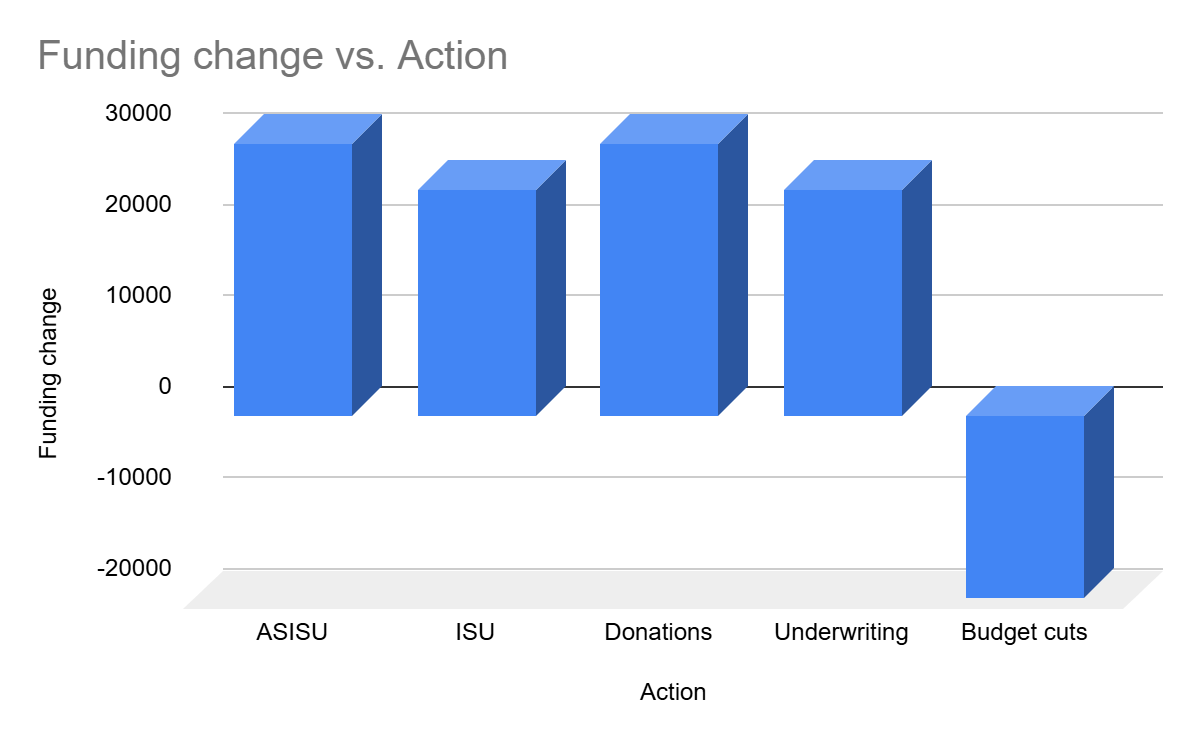 Funding change vs. Action
30000
20000
10000
0
-10000
-20000
Funding change
ASISU
ISU
Donations
Underwriting
Budget cuts
Action